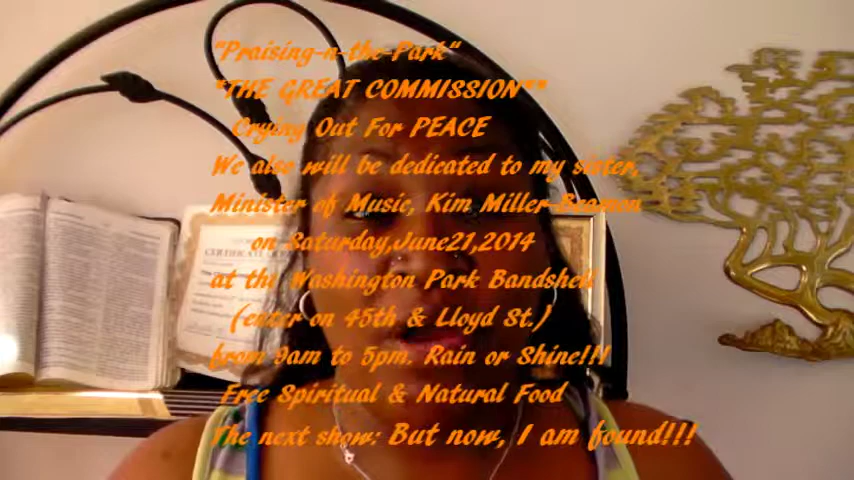 "Praising-n-the-Park"
*THE GREAT COMMISSION**
Crying Out For PEACE
We also will be dedicated to my sister,
Minister of Music, Kim Miller-Beamon
on Saturday,June21,2014
at the Washington Park Bandshell
(enter on 45th & Lloyd St.)
from 9am to 5pm. Rain or Shine!!!
Free Spiritual & Natural Food
The next show: But now, I am found!!!
CERTIFICATE